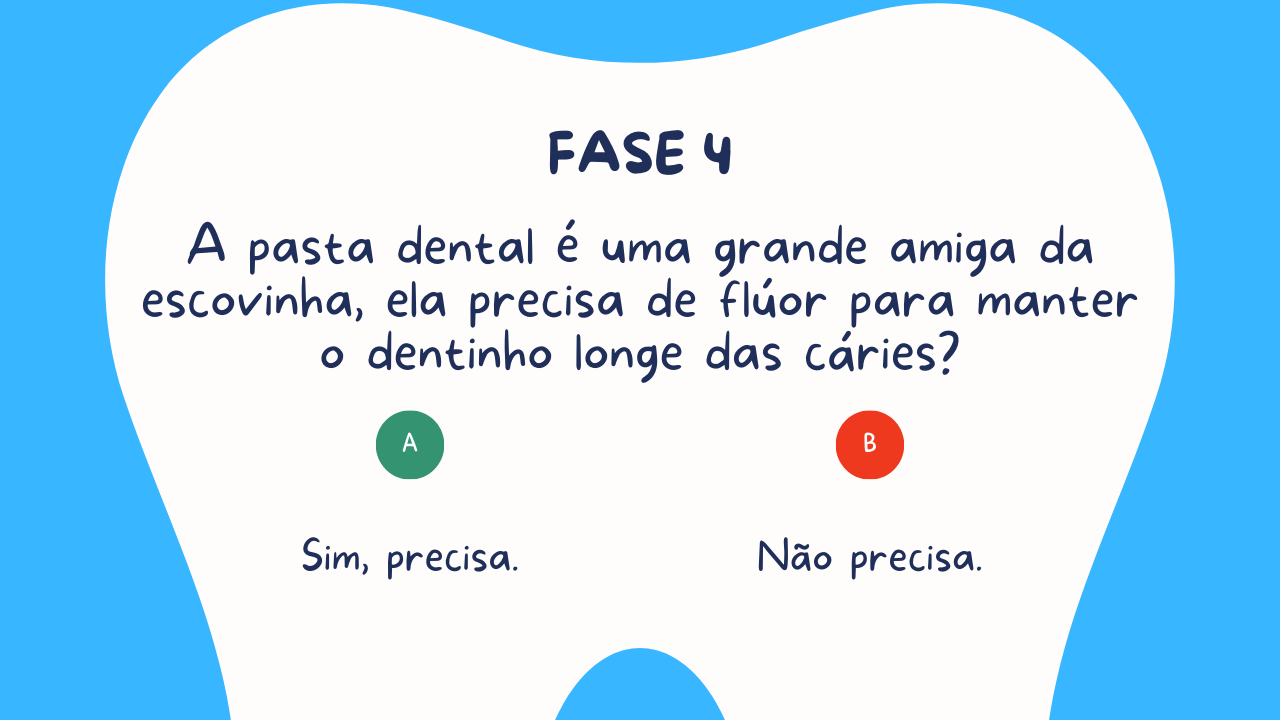 FASE 4
A pasta dental é uma grande amiga da
escovinha, ela precisa de flúor para manter
o dentinho longe das cáries?
A
B
Sim, precisa.
Não precisa.